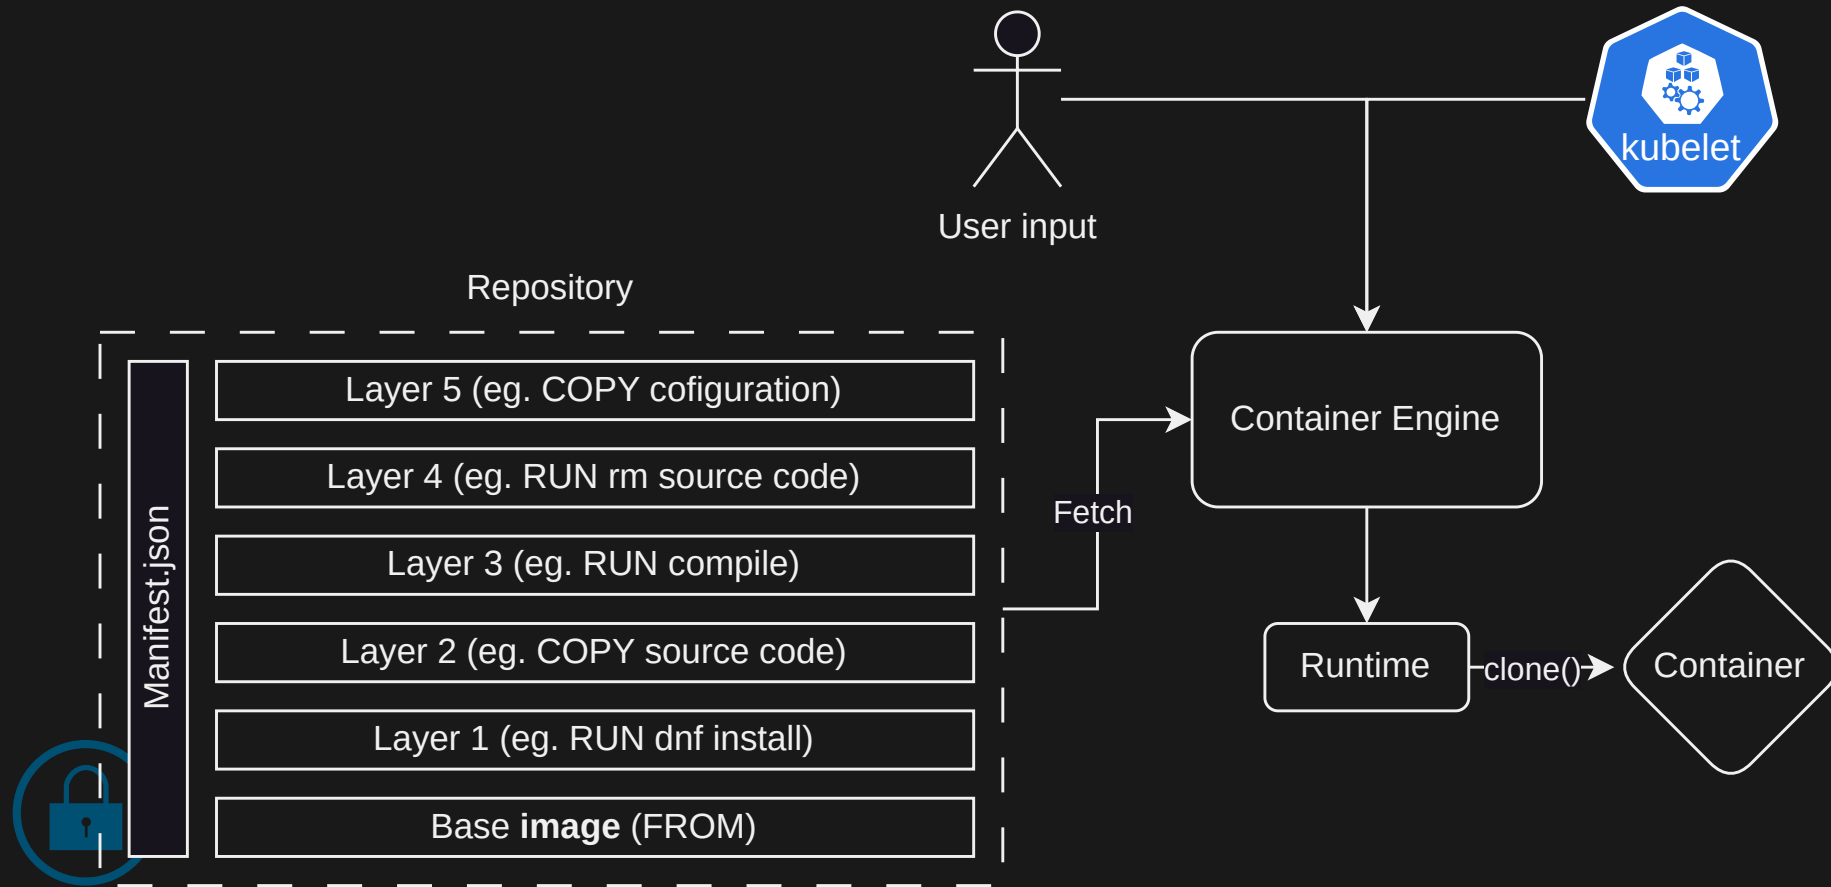 kubelet
User input
Repository
Manifest.json
Layer 5 (eg. COPY cofiguration)
Layer 4 (eg. RUN rm source code)
Layer 3 (eg. RUN compile)
Layer 2 (eg. COPY source code)
Layer 1 (eg. RUN dnf install)
Base image (FROM)
Fetch
Container Engine
Runtime
clone()
Container